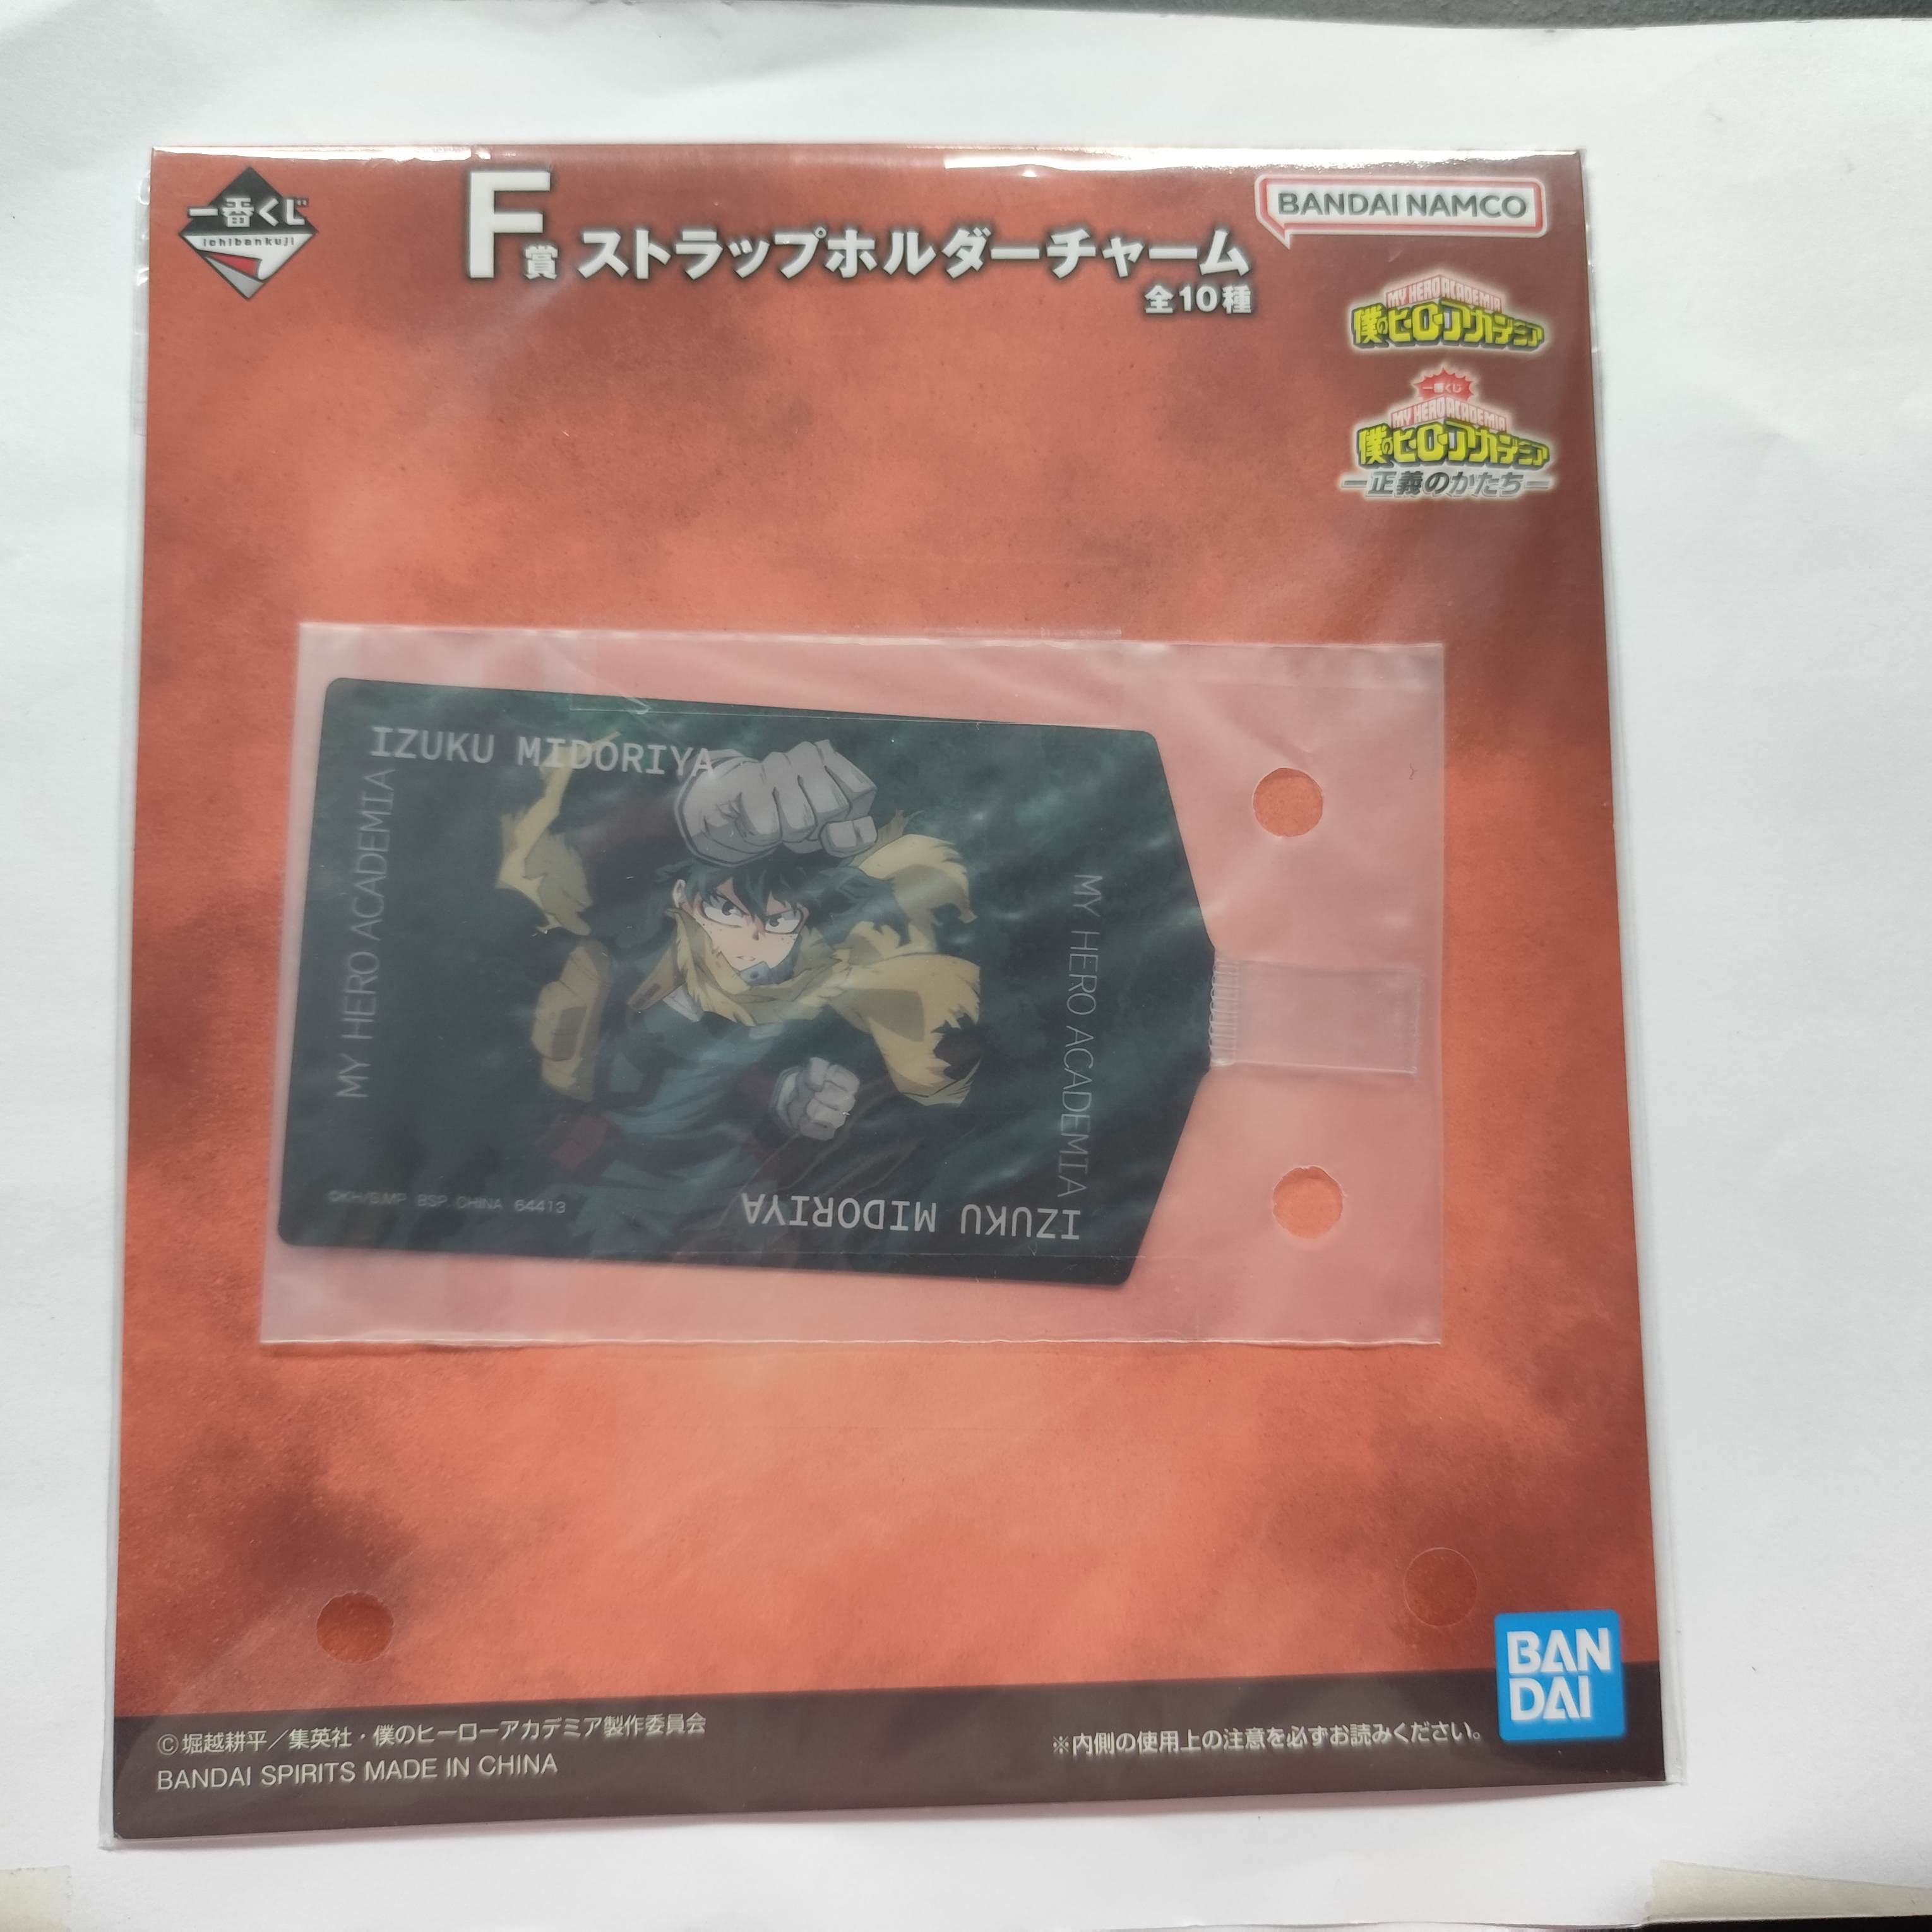 一番くじ
ichibankuji
F賞 ストラップホルダーチャーム
全10種
BANDAI NAMCO
MY HERO ACADEMIA
僕のヒーローアカデミア
一番くじ
MY HERO ACADEMIA
僕のヒーローアカデミア
ー正義のかたちー
IZUKU MIDORIYA
MY HERO ACADEMIA
MY HERO ACADEMIA
IZUKU MIDORIYA
©KH/S,MP BSP CHINA 64413
BAN
DAI
©堀越耕平／集英社・僕のヒーローアカデミア製作委員会
BANDAI SPIRITS MADE IN CHINA
※内側の使用上の注意を必ずお読みください。